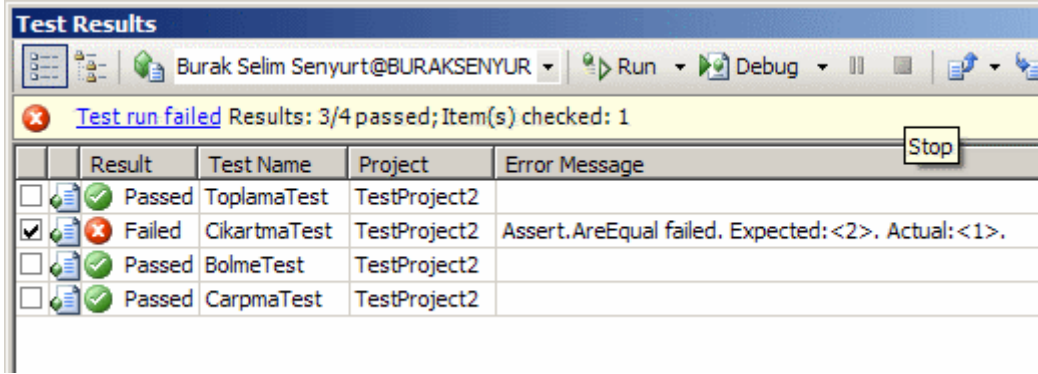 Test Results
Burak Selim Senyurt@BURAKSENYUR Run Debug
Test run failed Results: 3/4 passed; Item(s) checked: 1
Stop
Result Test Name Project Error Message
Passed ToplamaTest TestProject2
Failed CikartmaTest TestProject2 Assert.AreEqual failed. Expected:<2>. Actual:<1>.
Passed BolmeTest TestProject2
Passed CarpmaTest TestProject2